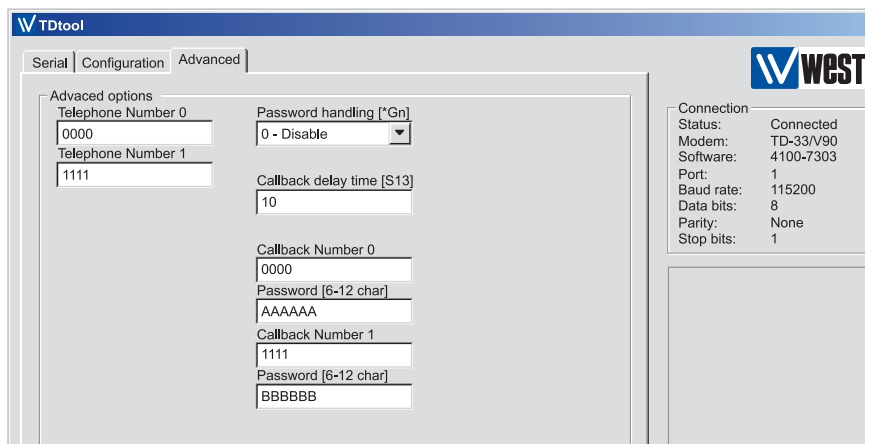 TDtool
Serial Configuration Advanced
Advaced options
Telephone Number 0
0000
Telephone Number 1
1111
Password handling [*Gn]
0 - Disable
Callback delay time [S13]
10
Callback Number 0
0000
Password [6-12 char]
AAAAAA
Callback Number 1
1111
Password [6-12 char]
BBBBBB
WEST
Connection
Status: Connected
Modem: TD-33/V90
Software: 4100-7303
Port: 1
Baud rate: 115200
Data bits: 8
Parity: None
Stop bits: 1